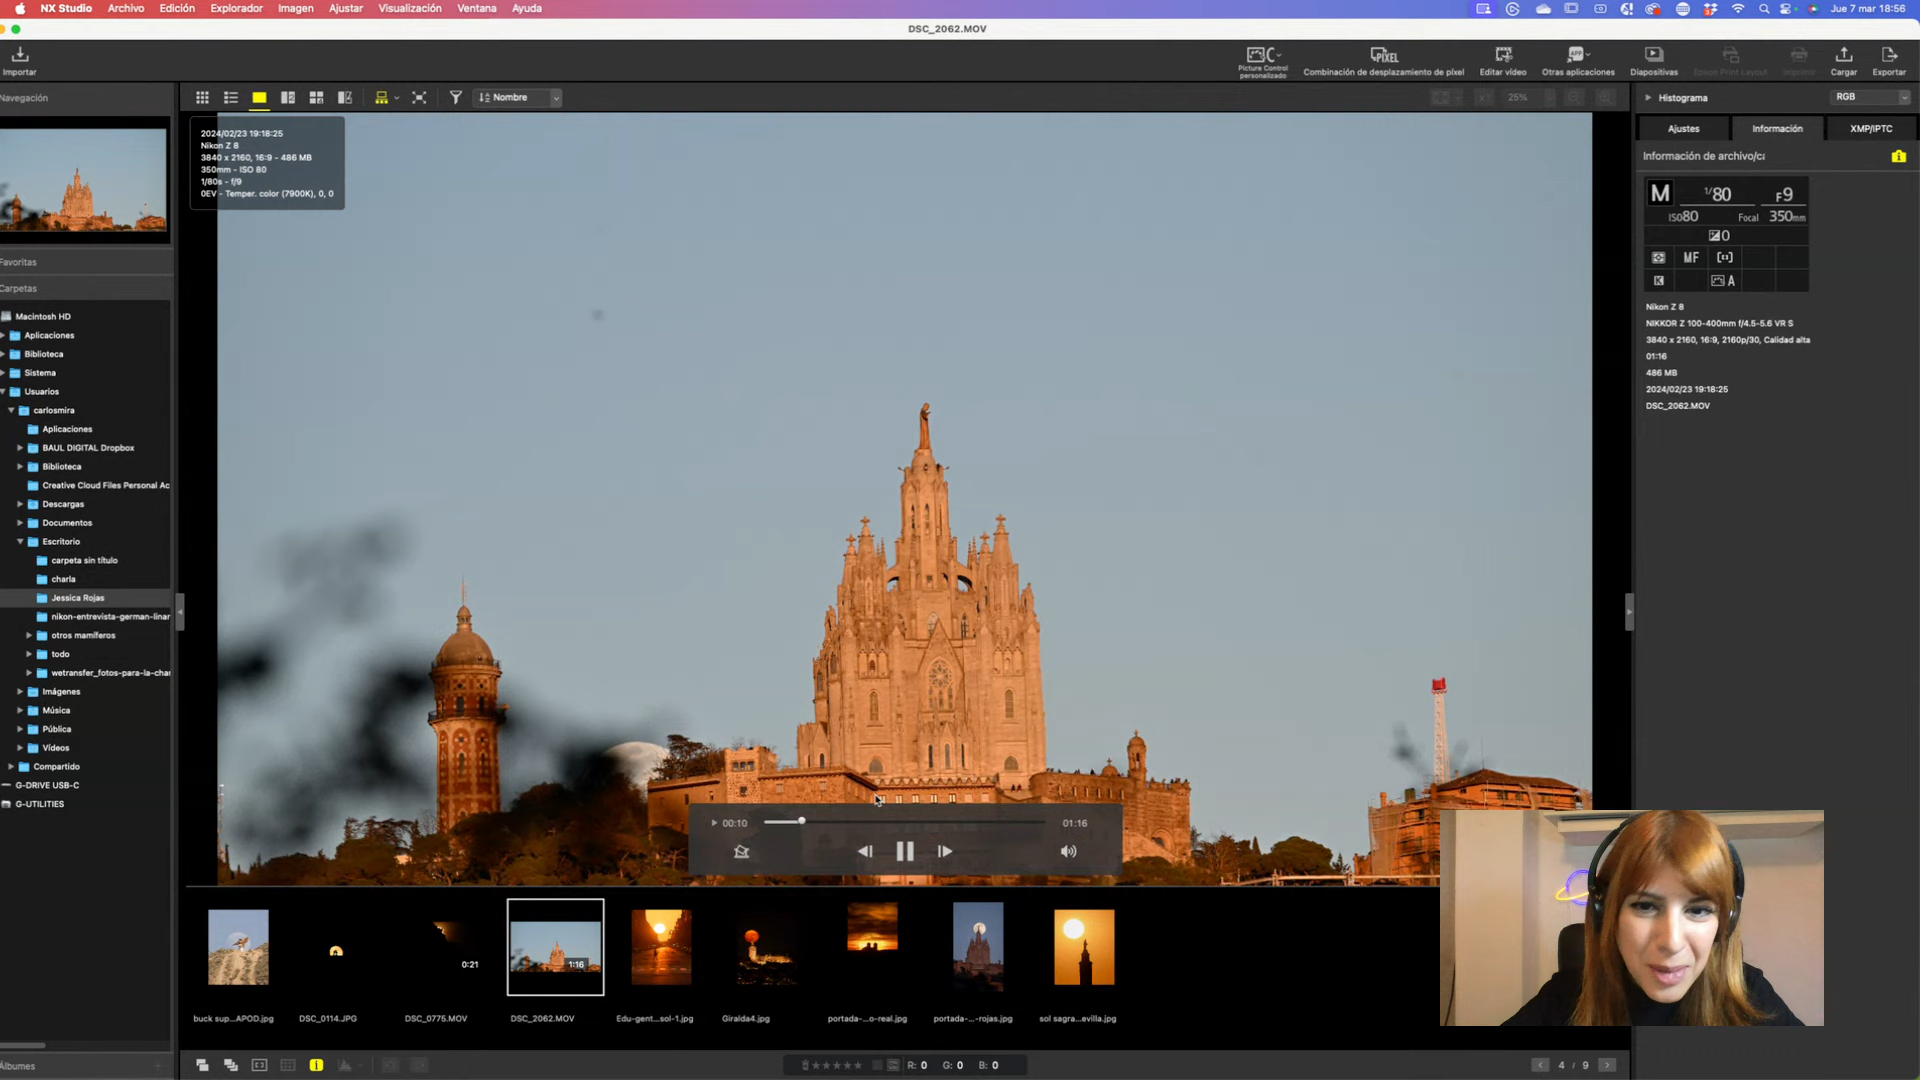 NX Studio Archivo Edición Explorador Imagen Ajustar Visualización Ventana Ayuda Jue 7 mar 18:56
DSC_2062.MOV
Importar
Picture Control personalizado
Combinación de desplazamiento de píxel
Editar vídeo
Otras aplicaciones
Diapositivas
Epson Print Layout
Imprimir
Cargar
Exportar
Navegación
Nombre
25%
Histograma
RGB
2024/02/23 19:18:25
Nikon Z 8
3840 x 2160, 16:9 - 486 MB
350mm - ISO 80
1/80s - f/9
0EV - Temper. color (7900K), 0, 0
Ajustes Información XMP/IPTC
Información de archivo/cá
M 1/80 F9
ISO80 Focal 350mm
0
MF
K A
Nikon Z 8
NIKKOR Z 100-400mm f/4.5-5.6 VR S
3840 x 2160, 16:9, 2160p/30, Calidad alta
01:16
486 MB
2024/02/23 19:18:25
DSC_2062.MOV
Favoritas
Carpetas
Macintosh HD
Aplicaciones
Biblioteca
Sistema
Usuarios
carlosmira
Aplicaciones
BAUL DIGITAL Dropbox
Biblioteca
Creative Cloud Files Personal Ac
Descargas
Documentos
Escritorio
carpeta sin título
charla
Jessica Rojas
nikon-entrevista-german-linar
otros mamíferos
todo
wetransfer_fotos-para-la-char
Imágenes
Música
Pública
Vídeos
Compartido
G-DRIVE USB-C
G-UTILITIES
00:10 01:16
0:21
1:16
buck sup...APOD.jpg
DSC_0114.JPG
DSC_0775.MOV
DSC_2062.MOV
Edu-gent...sol-1.jpg
Giralda4.jpg
portada-...o-real.jpg
portada-...-rojas.jpg
sol sagra...evilla.jpg
Álbumes
R: 0 G: 0 B: 0
4 / 9